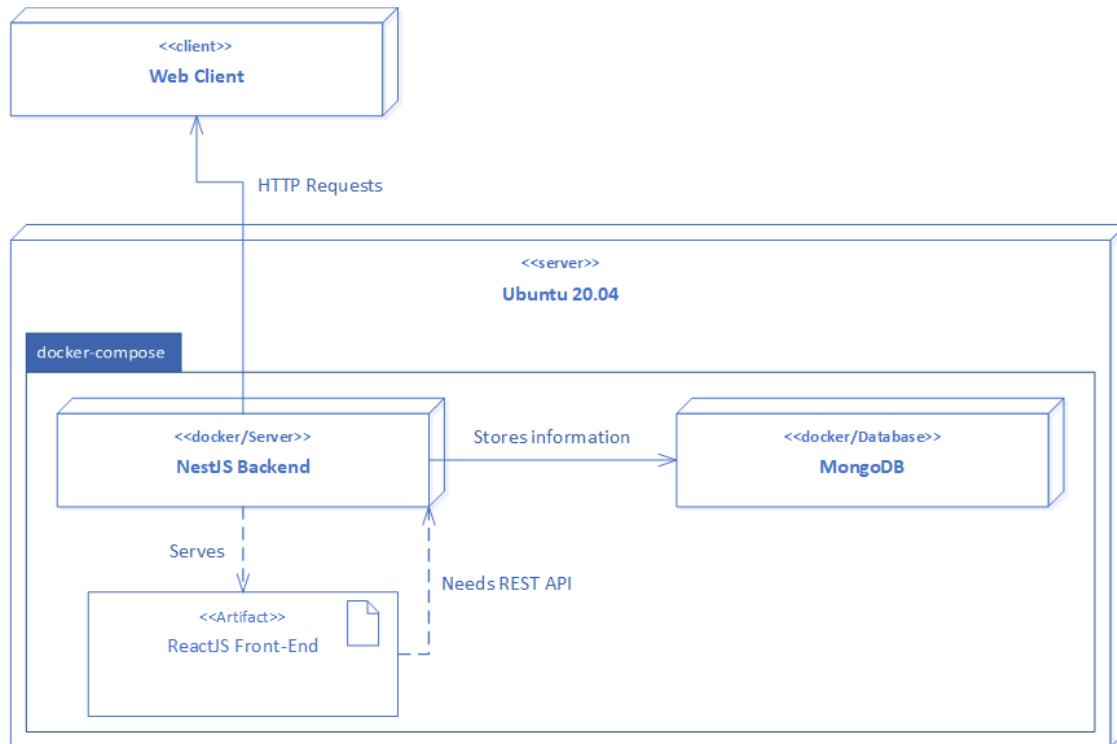 <<client>>
Web Client
HTTP Requests
<<server>>
Ubuntu 20.04
docker-compose
<<docker/Server>>
NestJS Backend
Stores information
<<docker/Database>>
MongoDB
Serves
Needs REST API
<<Artifact>>
ReactJS Front-End